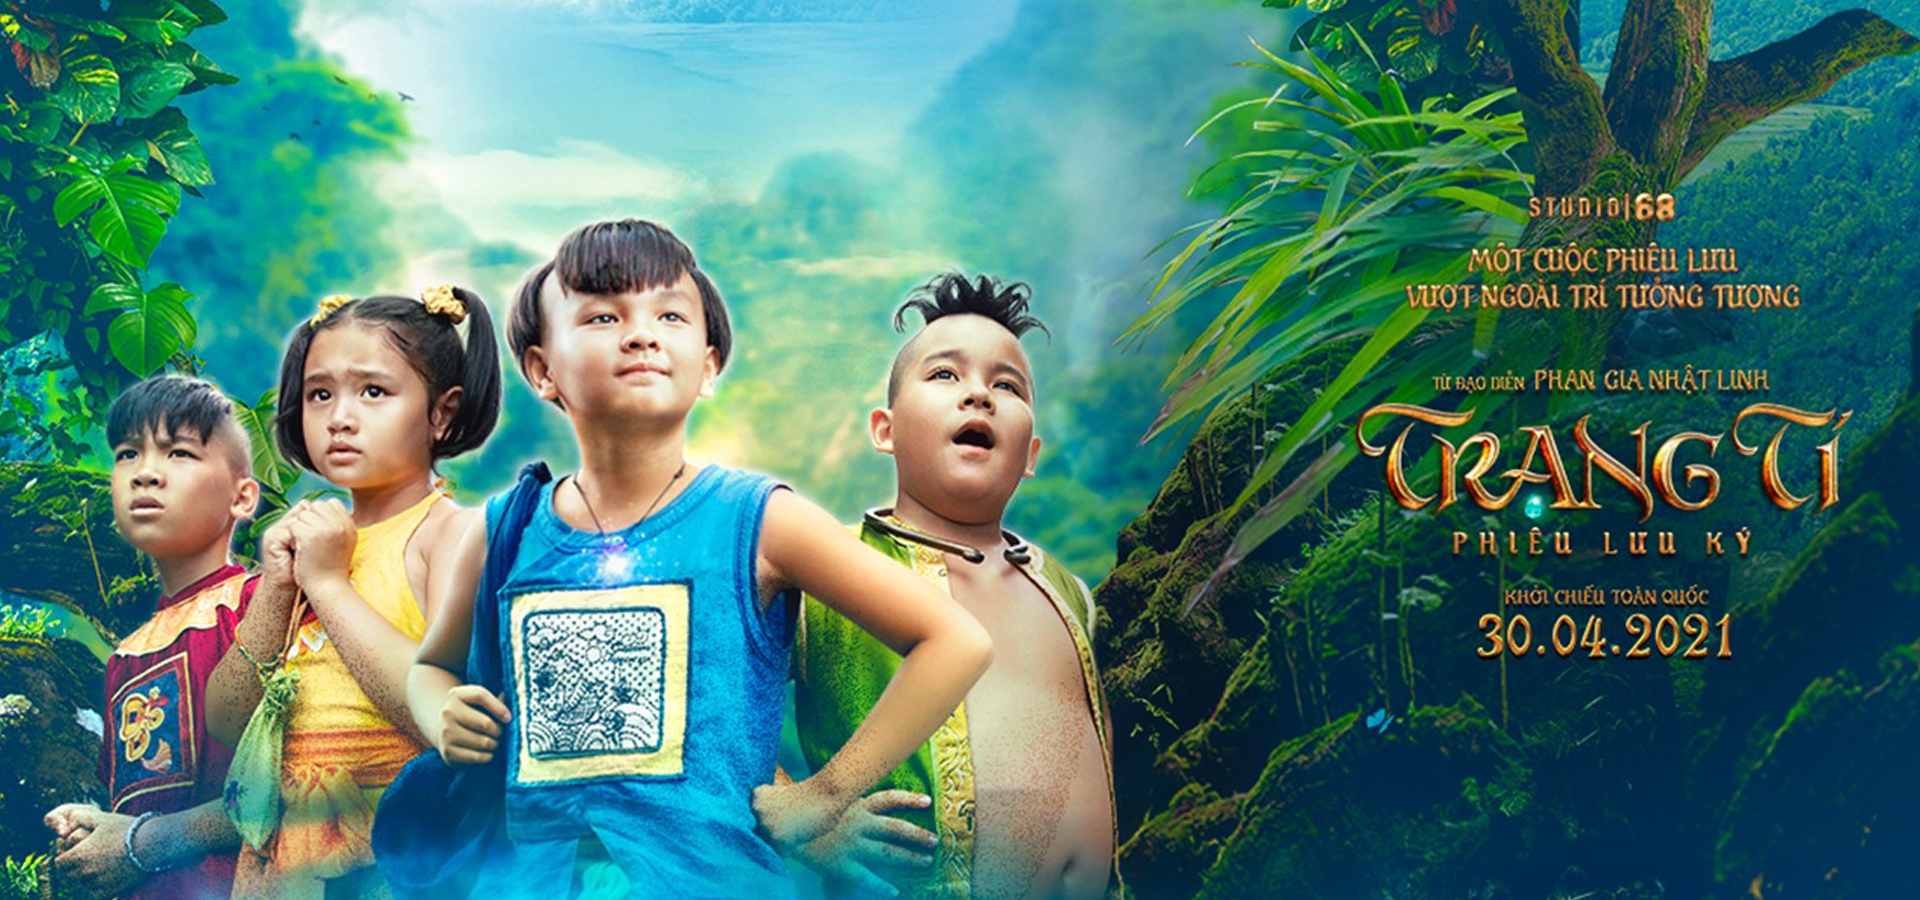 STUDIO|68
MỘT CUỘC PHIÊU LƯU
VƯỢT NGOÀI TRÍ TƯỞNG TƯỢNG
TỪ ĐẠO DIỄN PHAN GIA NHẬT LINH
TRẠNG TÍ
PHIÊU LƯU KÝ
KHỞI CHIẾU TOÀN QUỐC
30.04.2021